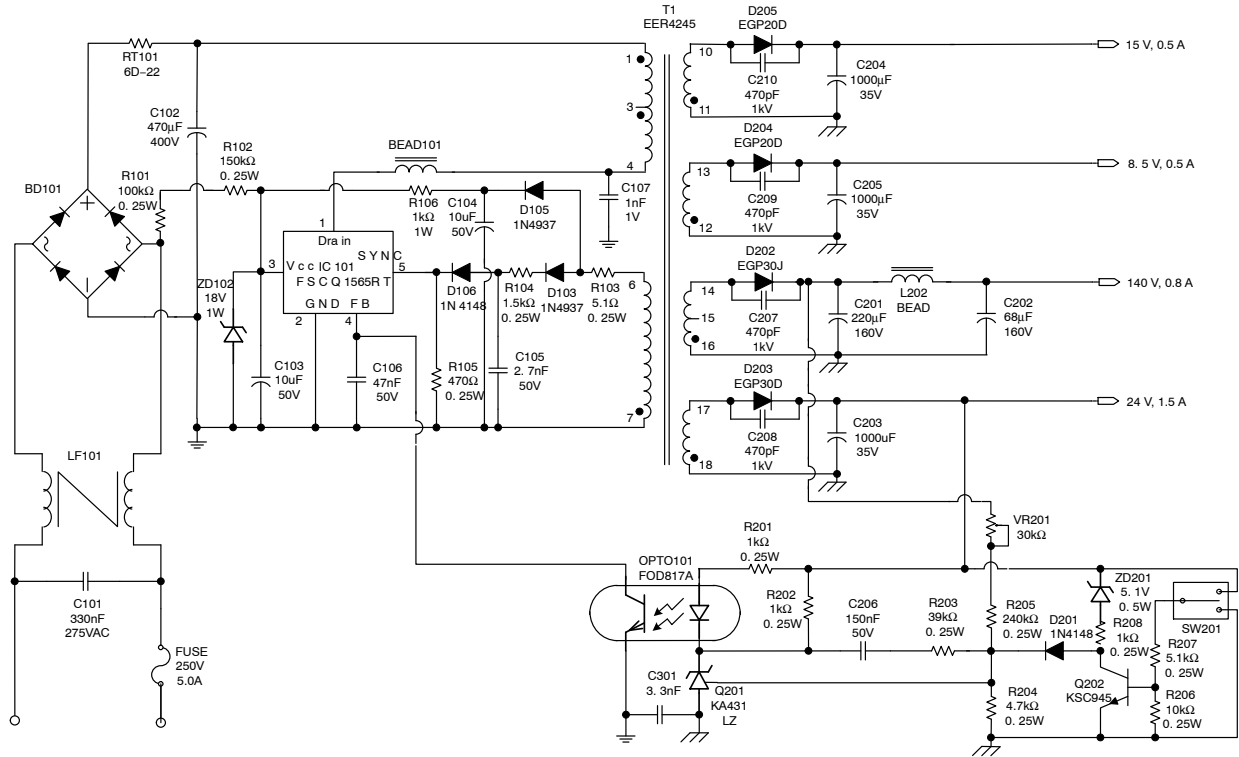 T1
EER4245
D205
EGP20D
C210
470pF
1kV
C204
1000μF
35V
15 V, 0.5 A
10
11
RT101
6D−22
C102
470μF
400V
1
3
4
BEAD101
D204
EGP20D
C209
470pF
1kV
C205
1000μF
35V
8. 5 V, 0.5 A
13
12
R102
150kΩ
0. 25W
R101
100kΩ
0. 25W
BD101
R106
1kΩ
1W
C104
10uF
50V
D105
1N4937
C107
1nF
1V
1
Dra in
SYNC
3
Vcc IC 101
5
FSCQ 1565R T
GND FB
2
4
ZD102
18V
1W
D106
1N 4148
R104
1.5kΩ
0. 25W
D103
1N4937
R103
5.1Ω
0. 25W
6
7
D202
EGP30J
C207
470pF
1kV
C201
220μF
160V
L202
BEAD
C202
68μF
160V
140 V, 0.8 A
14
15
16
C103
10uF
50V
C106
47nF
50V
R105
470Ω
0. 25W
C105
2. 7nF
50V
D203
EGP30D
C208
470pF
1kV
C203
1000uF
35V
24 V, 1.5 A
17
18
LF101
C101
330nF
275VAC
FUSE
250V
5.0A
VR201
30kΩ
OPTO101
FOD817A
R201
1kΩ
0. 25W
R202
1kΩ
0. 25W
C206
150nF
50V
R203
39kΩ
0. 25W
R205
240kΩ
0. 25W
D201
1N4148
ZD201
5. 1V
0. 5W
R208
1kΩ
0. 25W
SW201
R207
5.1kΩ
0. 25W
C301
3. 3nF
Q201
KA431
LZ
R204
4.7kΩ
0. 25W
Q202
KSC945
R206
10kΩ
0. 25W